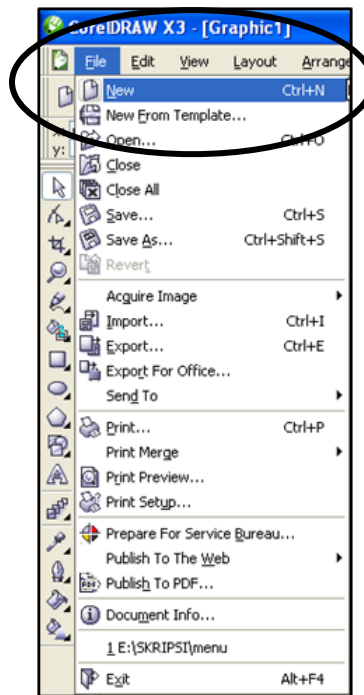 CorelDRAW X3 - [Graphic1]
File Edit View Layout Arrange
New Ctrl+N
New From Template...
Open... Ctrl+O
y:
Close
Close All
Save... Ctrl+S
Save As... Ctrl+Shift+S
Revert
Acquire Image
Import... Ctrl+I
Export... Ctrl+E
Export For Office...
Send To
Print... Ctrl+P
Print Merge
Print Preview...
Print Setup...
Prepare For Service Bureau...
Publish To The Web
Publish To PDF...
Document Info...
1 E:\SKRIPSI\menu
Exit Alt+F4